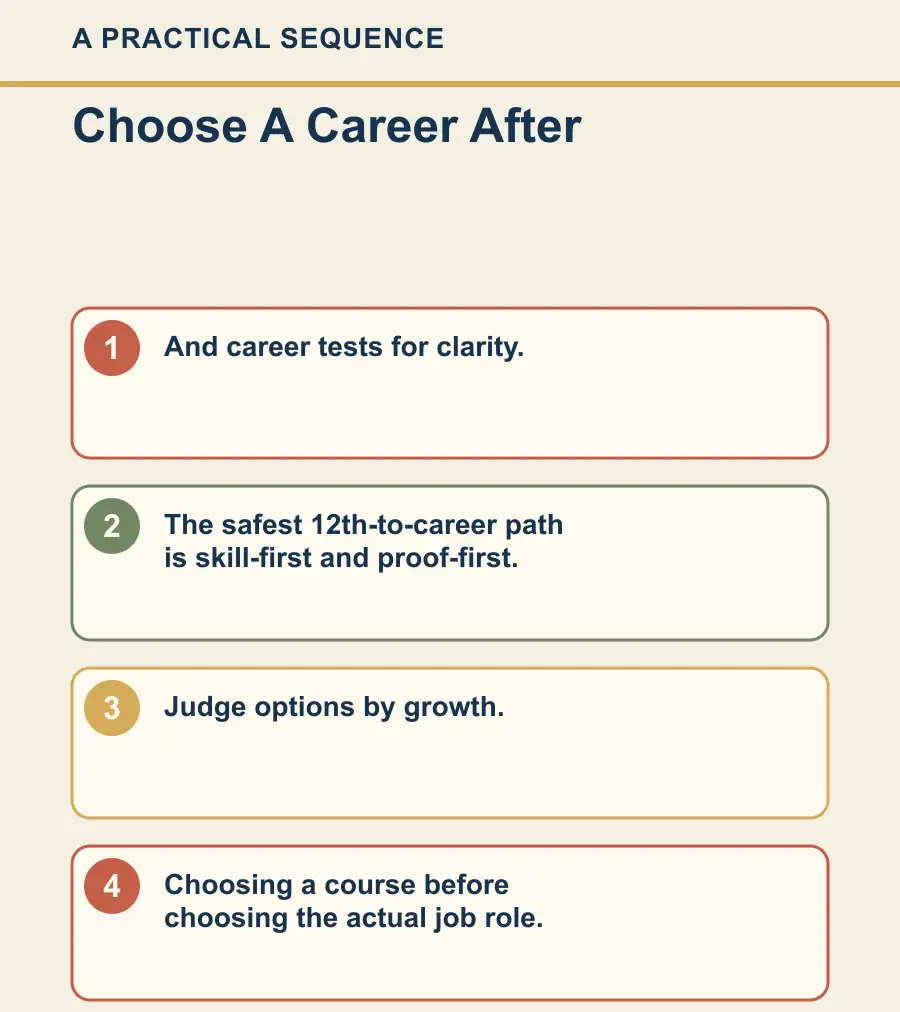 A PRACTICAL SEQUENCE
Choose A Career After
1
And career tests for clarity.
2
The safest 12th-to-career path
is skill-first and proof-first.
3
Judge options by growth.
4
Choosing a course before
choosing the actual job role.